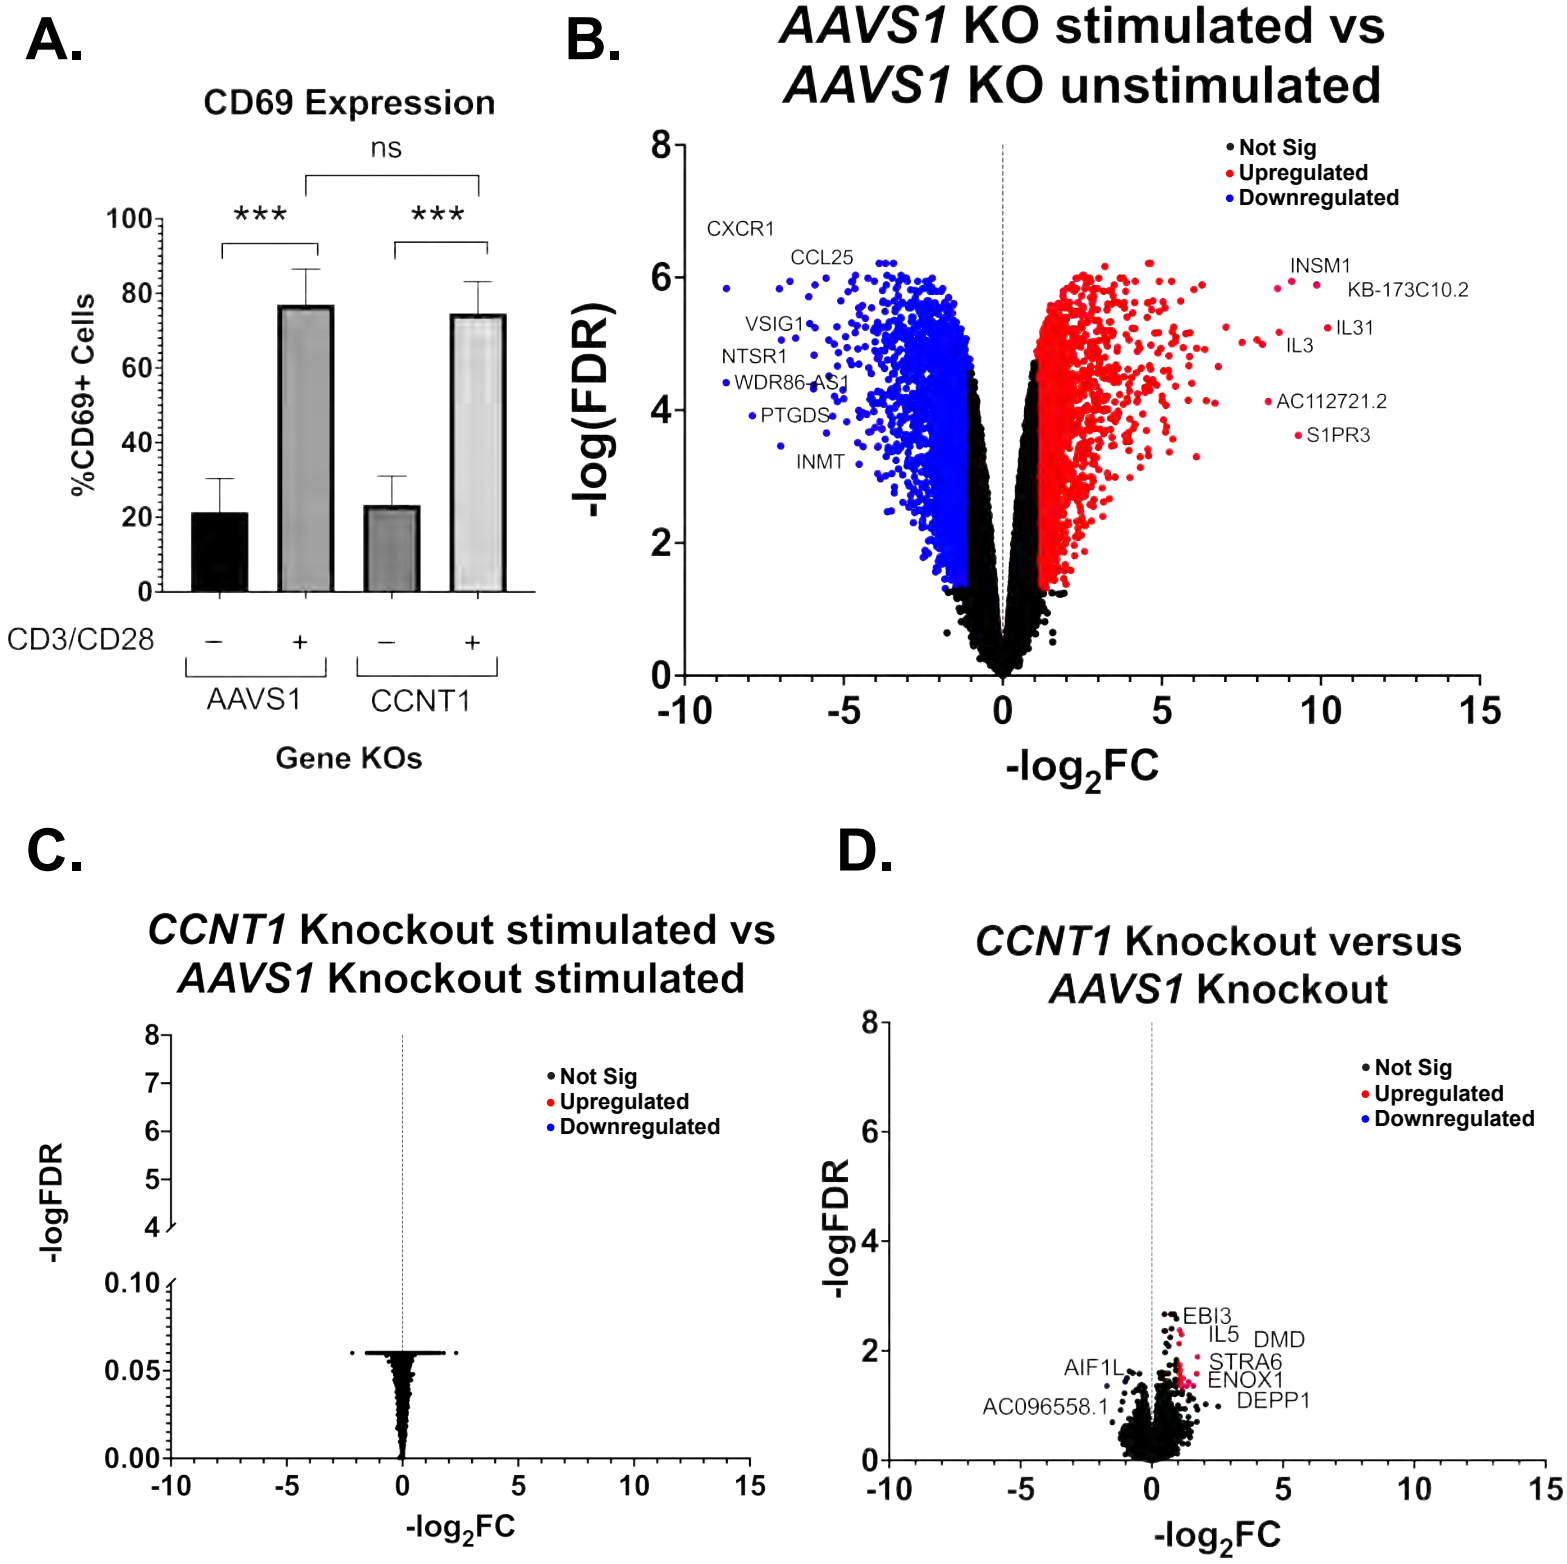 A.
CD69 Expression
ns
***
***
100
80
60
40
20
0
%CD69+ Cells
CD3/CD28
–
+
–
+
AAVS1
CCNT1
Gene KOs
B.
AAVS1 KO stimulated vs
AAVS1 KO unstimulated
Not Sig
Upregulated
Downregulated
8
6
4
2
0
-log(FDR)
CXCR1
CCL25
VSIG1
NTSR1
WDR86-AS1
PTGDS
INMT
INSM1
KB-173C10.2
IL31
IL3
AC112721.2
S1PR3
-10
-5
0
5
10
15
-log2FC
C.
CCNT1 Knockout stimulated vs
AAVS1 Knockout stimulated
Not Sig
Upregulated
Downregulated
8
7
6
5
4
0.10
0.05
0.00
-logFDR
-10
-5
0
5
10
15
-log2FC
D.
CCNT1 Knockout versus
AAVS1 Knockout
Not Sig
Upregulated
Downregulated
8
6
4
2
0
-logFDR
EBI3
IL5
DMD
STRA6
ENOX1
DEPP1
AIF1L
AC096558.1
-10
-5
0
5
10
15
-log2FC